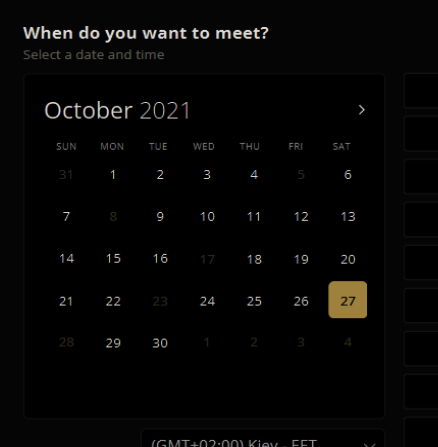 When do you want to meet?
Select a date and time
October 2021
SUN MON TUE WED THU FRI SAT
31 1 2 3 4 5 6
7 8 9 10 11 12 13
14 15 16 17 18 19 20
21 22 23 24 25 26 27
28 29 30 1 2 3 4
(GMT+02:00) Kiev - EET